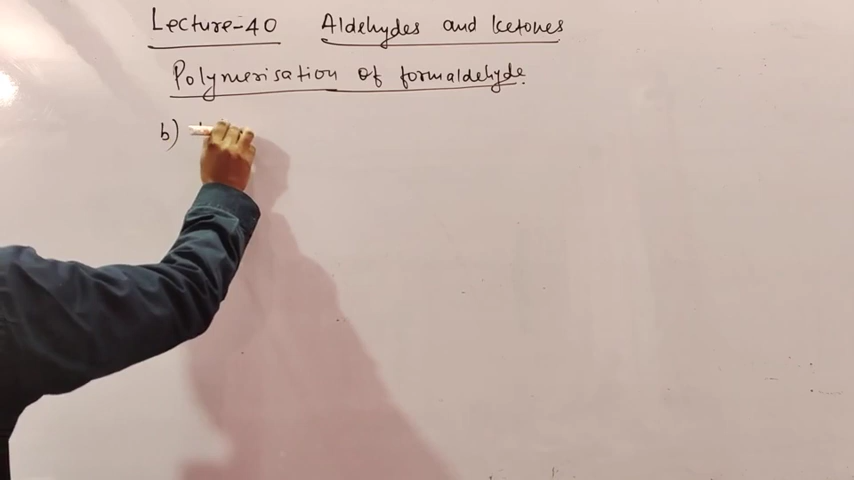 Lecture-40 Aldehydes and Ketones
Polymerisation of formaldehyde.
b)